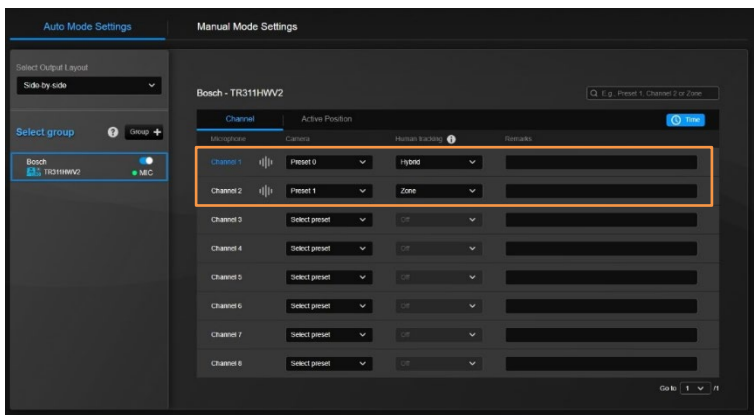 Auto Mode Settings
Manual Mode Settings
Select Output Layout
Side-by-side
Select group ? Group +
Bosch
TR311HWV2 MIC
Bosch - TR311HWV2
E.g., Preset 1, Channel 2 or Zone
Channel Active Position Time
Microphone Camera Human tracking Remarks
Channel 1 Preset 0 Hybrid
Channel 2 Preset 1 Zone
Channel 3 Select preset Off
Channel 4 Select preset Off
Channel 5 Select preset Off
Channel 6 Select preset Off
Channel 7 Select preset Off
Channel 8 Select preset Off
Go to 1 /1